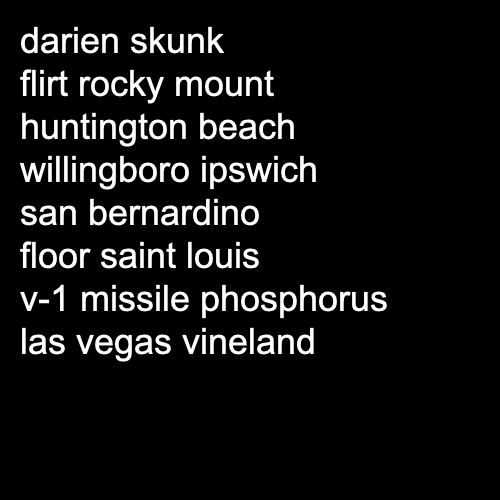 darien skunk
flirt rocky mount
huntington beach
willingboro ipswich
san bernardino
floor saint louis
v-1 missile phosphorus
las vegas vineland